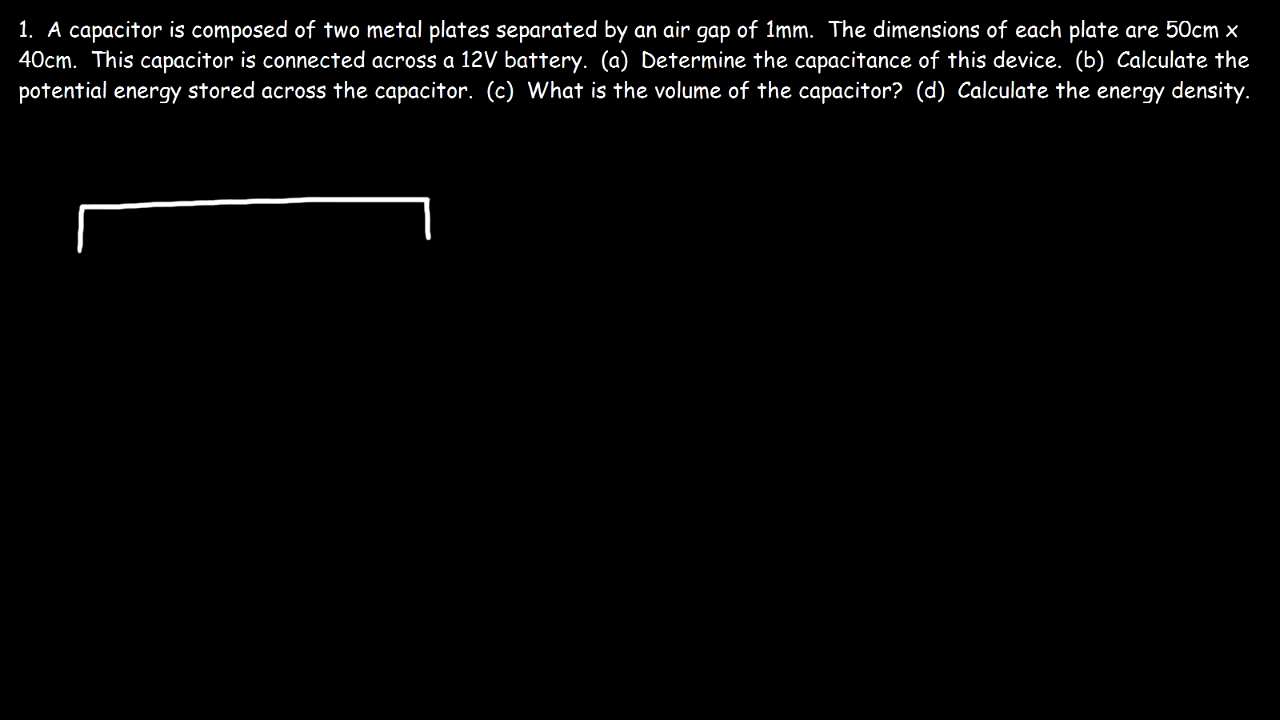 1.  A capacitor is composed of two metal plates separated by an air gap of 1mm.  The dimensions of each plate are 50cm x
40cm.  This capacitor is connected across a 12V battery.  (a)  Determine the capacitance of this device.  (b)  Calculate the
potential energy stored across the capacitor.  (c)  What is the volume of the capacitor?  (d)  Calculate the energy density.